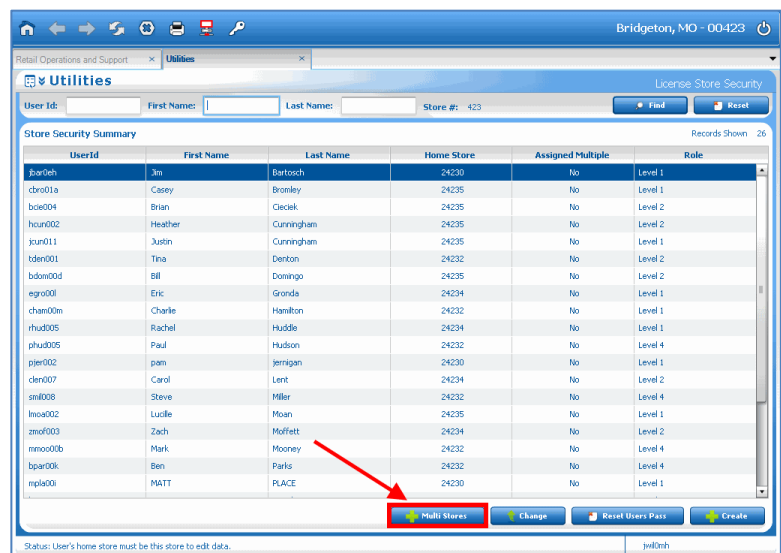 Bridgeton, MO - 00423
Retail Operations and Support × Utilities ×
Utilities
License Store Security
User Id: First Name: Last Name: Store #: 423 Find Reset
Store Security Summary Records Shown 26
UserId First Name Last Name Home Store Assigned Multiple Role
jbar0eh Jim Bartosch 24230 No Level 1
cbro01a Casey Bromley 24235 No Level 1
bcie004 Brian Cieciek 24235 No Level 2
hcun002 Heather Cunningham 24235 No Level 2
jcun011 Justin Cunningham 24235 No Level 1
tden001 Tina Denton 24232 No Level 2
bdom00d Bill Domingo 24235 No Level 2
egro00l Eric Gronda 24234 No Level 1
cham00m Charlie Hamilton 24232 No Level 1
rhud005 Rachel Huddle 24234 No Level 1
phud005 Paul Hudson 24232 No Level 4
pjer002 pam jernigan 24230 No Level 1
clen007 Carol Lent 24234 No Level 2
smil008 Steve Miller 24232 No Level 4
lmoa002 Lucille Moan 24235 No Level 1
zmof003 Zach Moffett 24234 No Level 2
mmoo00b Mark Mooney 24232 No Level 4
bpar00k Ben Parks 24232 No Level 4
mpla00i MATT PLACE 24230 No Level 1
Multi Stores Change Reset Users Pass Create
Status: User's home store must be this store to edit data. jwil0mh